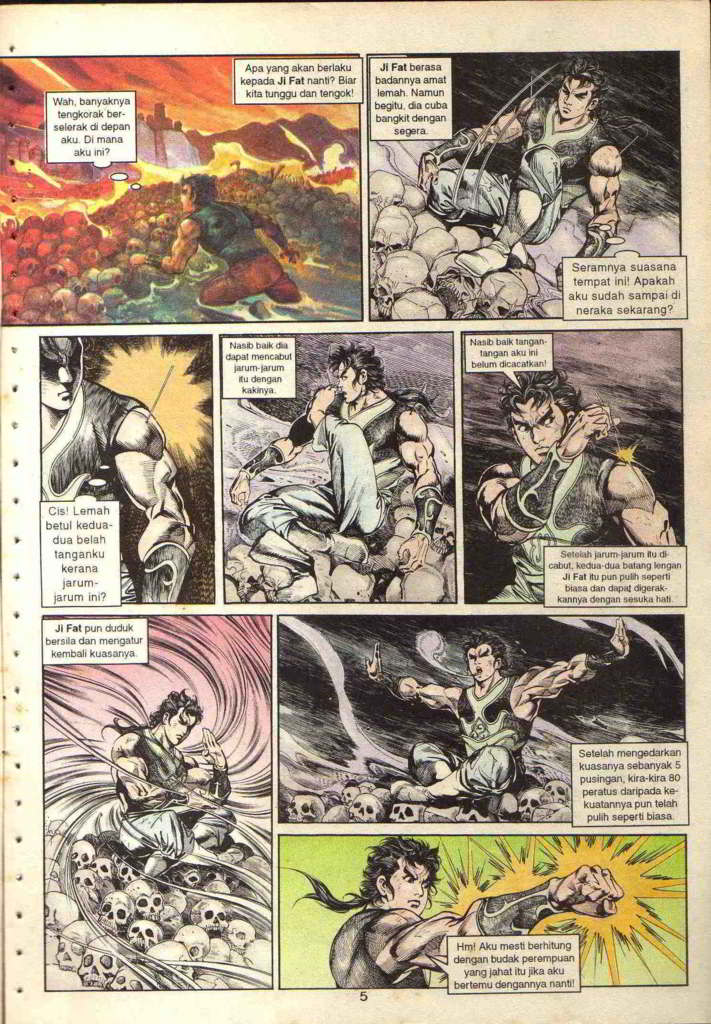 Wah, banyaknya
tengkorak ber-
selerak di depan
aku. Di mana
aku ini?
Apa yang akan berlaku
kepada Ji Fat nanti? Biar
kita tunggu dan tengok!
Ji Fat berasa
badannya amat
lemah. Namun
begitu, dia cuba
bangkit dengan
segera.
Seramnya suasana
tempat ini! Apakah
aku sudah sampai di
neraka sekarang?
Cis! Lemah
betul kedua-
dua belah
tanganku
kerana
jarum-
jarum ini?
Nasib baik dia
dapat mencabut
jarum-jarum
itu dengan
kakinya.
Nasib baik tangan-
tangan aku ini
belum dicacatkan!
Setelah jarum-jarum itu di-
cabut, kedua-dua batang lengan
Ji Fat itu pun pulih seperti
biasa dan dapat digerak-
kannya dengan sesuka hati.
Ji Fat pun duduk
bersila dan mengatur
kembali kuasanya.
Setelah mengedarkan
kuasanya sebanyak 5
pusingan, kira-kira 80
peratus daripada ke-
kuatannya pun telah
pulih seperti biasa.
Hm! Aku mesti berhitung
dengan budak perempuan
yang jahat itu jika aku
bertemu dengannya nanti!
5